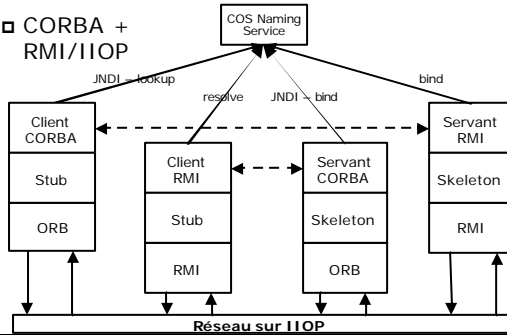 CORBA +
RMI/IIOP
COS Naming
Service
JNDI – lookup
resolve
JNDI – bind
bind
Client
CORBA
Stub
ORB
Client
RMI
Stub
RMI
Servant
CORBA
Skeleton
ORB
Servant
RMI
Skeleton
RMI
Réseau sur IIOP